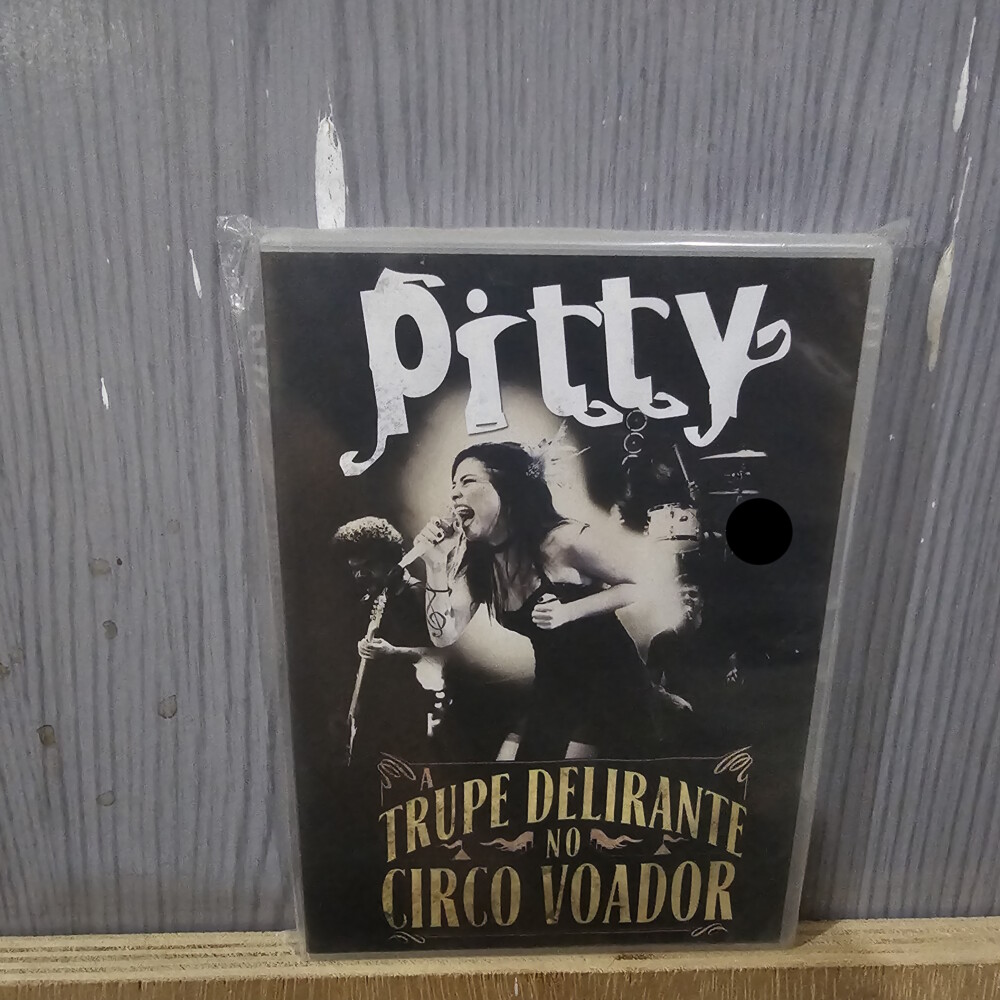 pitty
A
TRUPE DELIRANTE
NO
CIRCO VOADOR